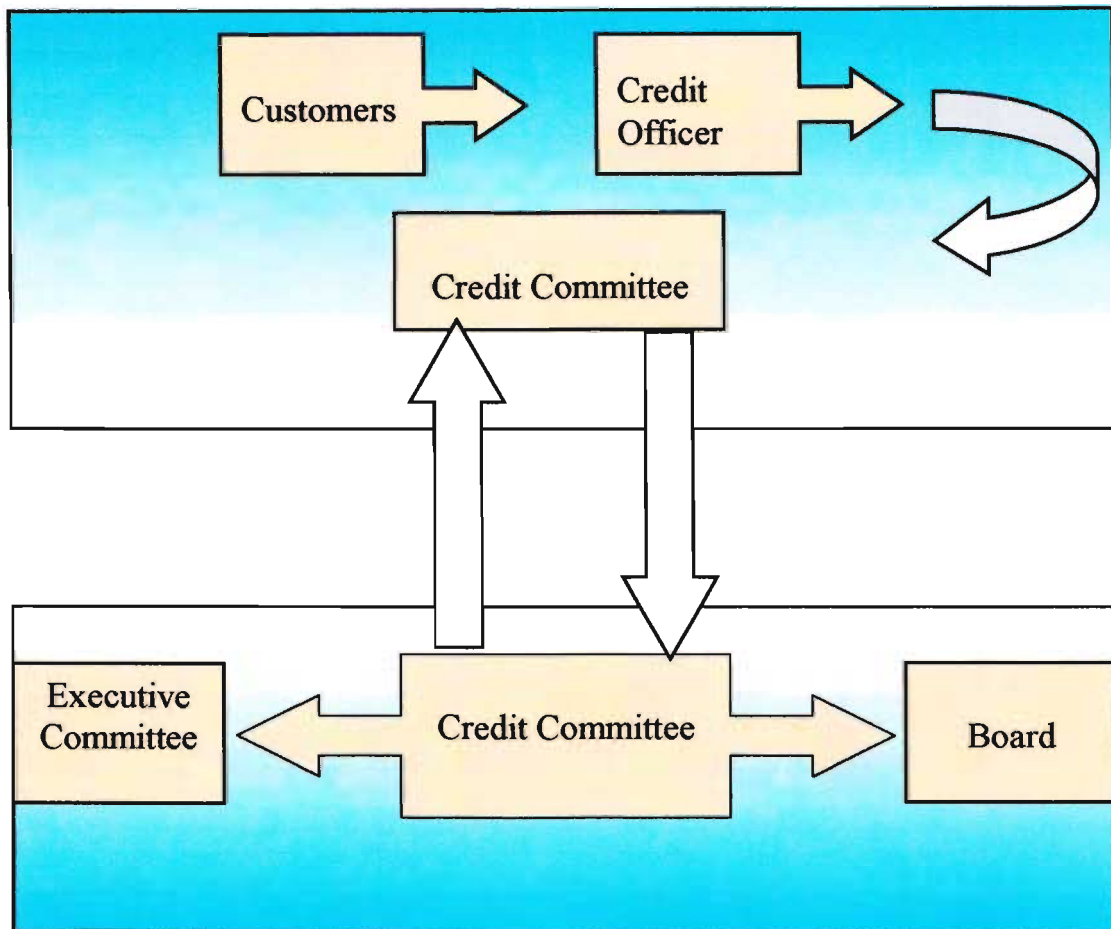 Customers
Credit
Officer
Credit Committee
Executive
Committee
Credit Committee
Board